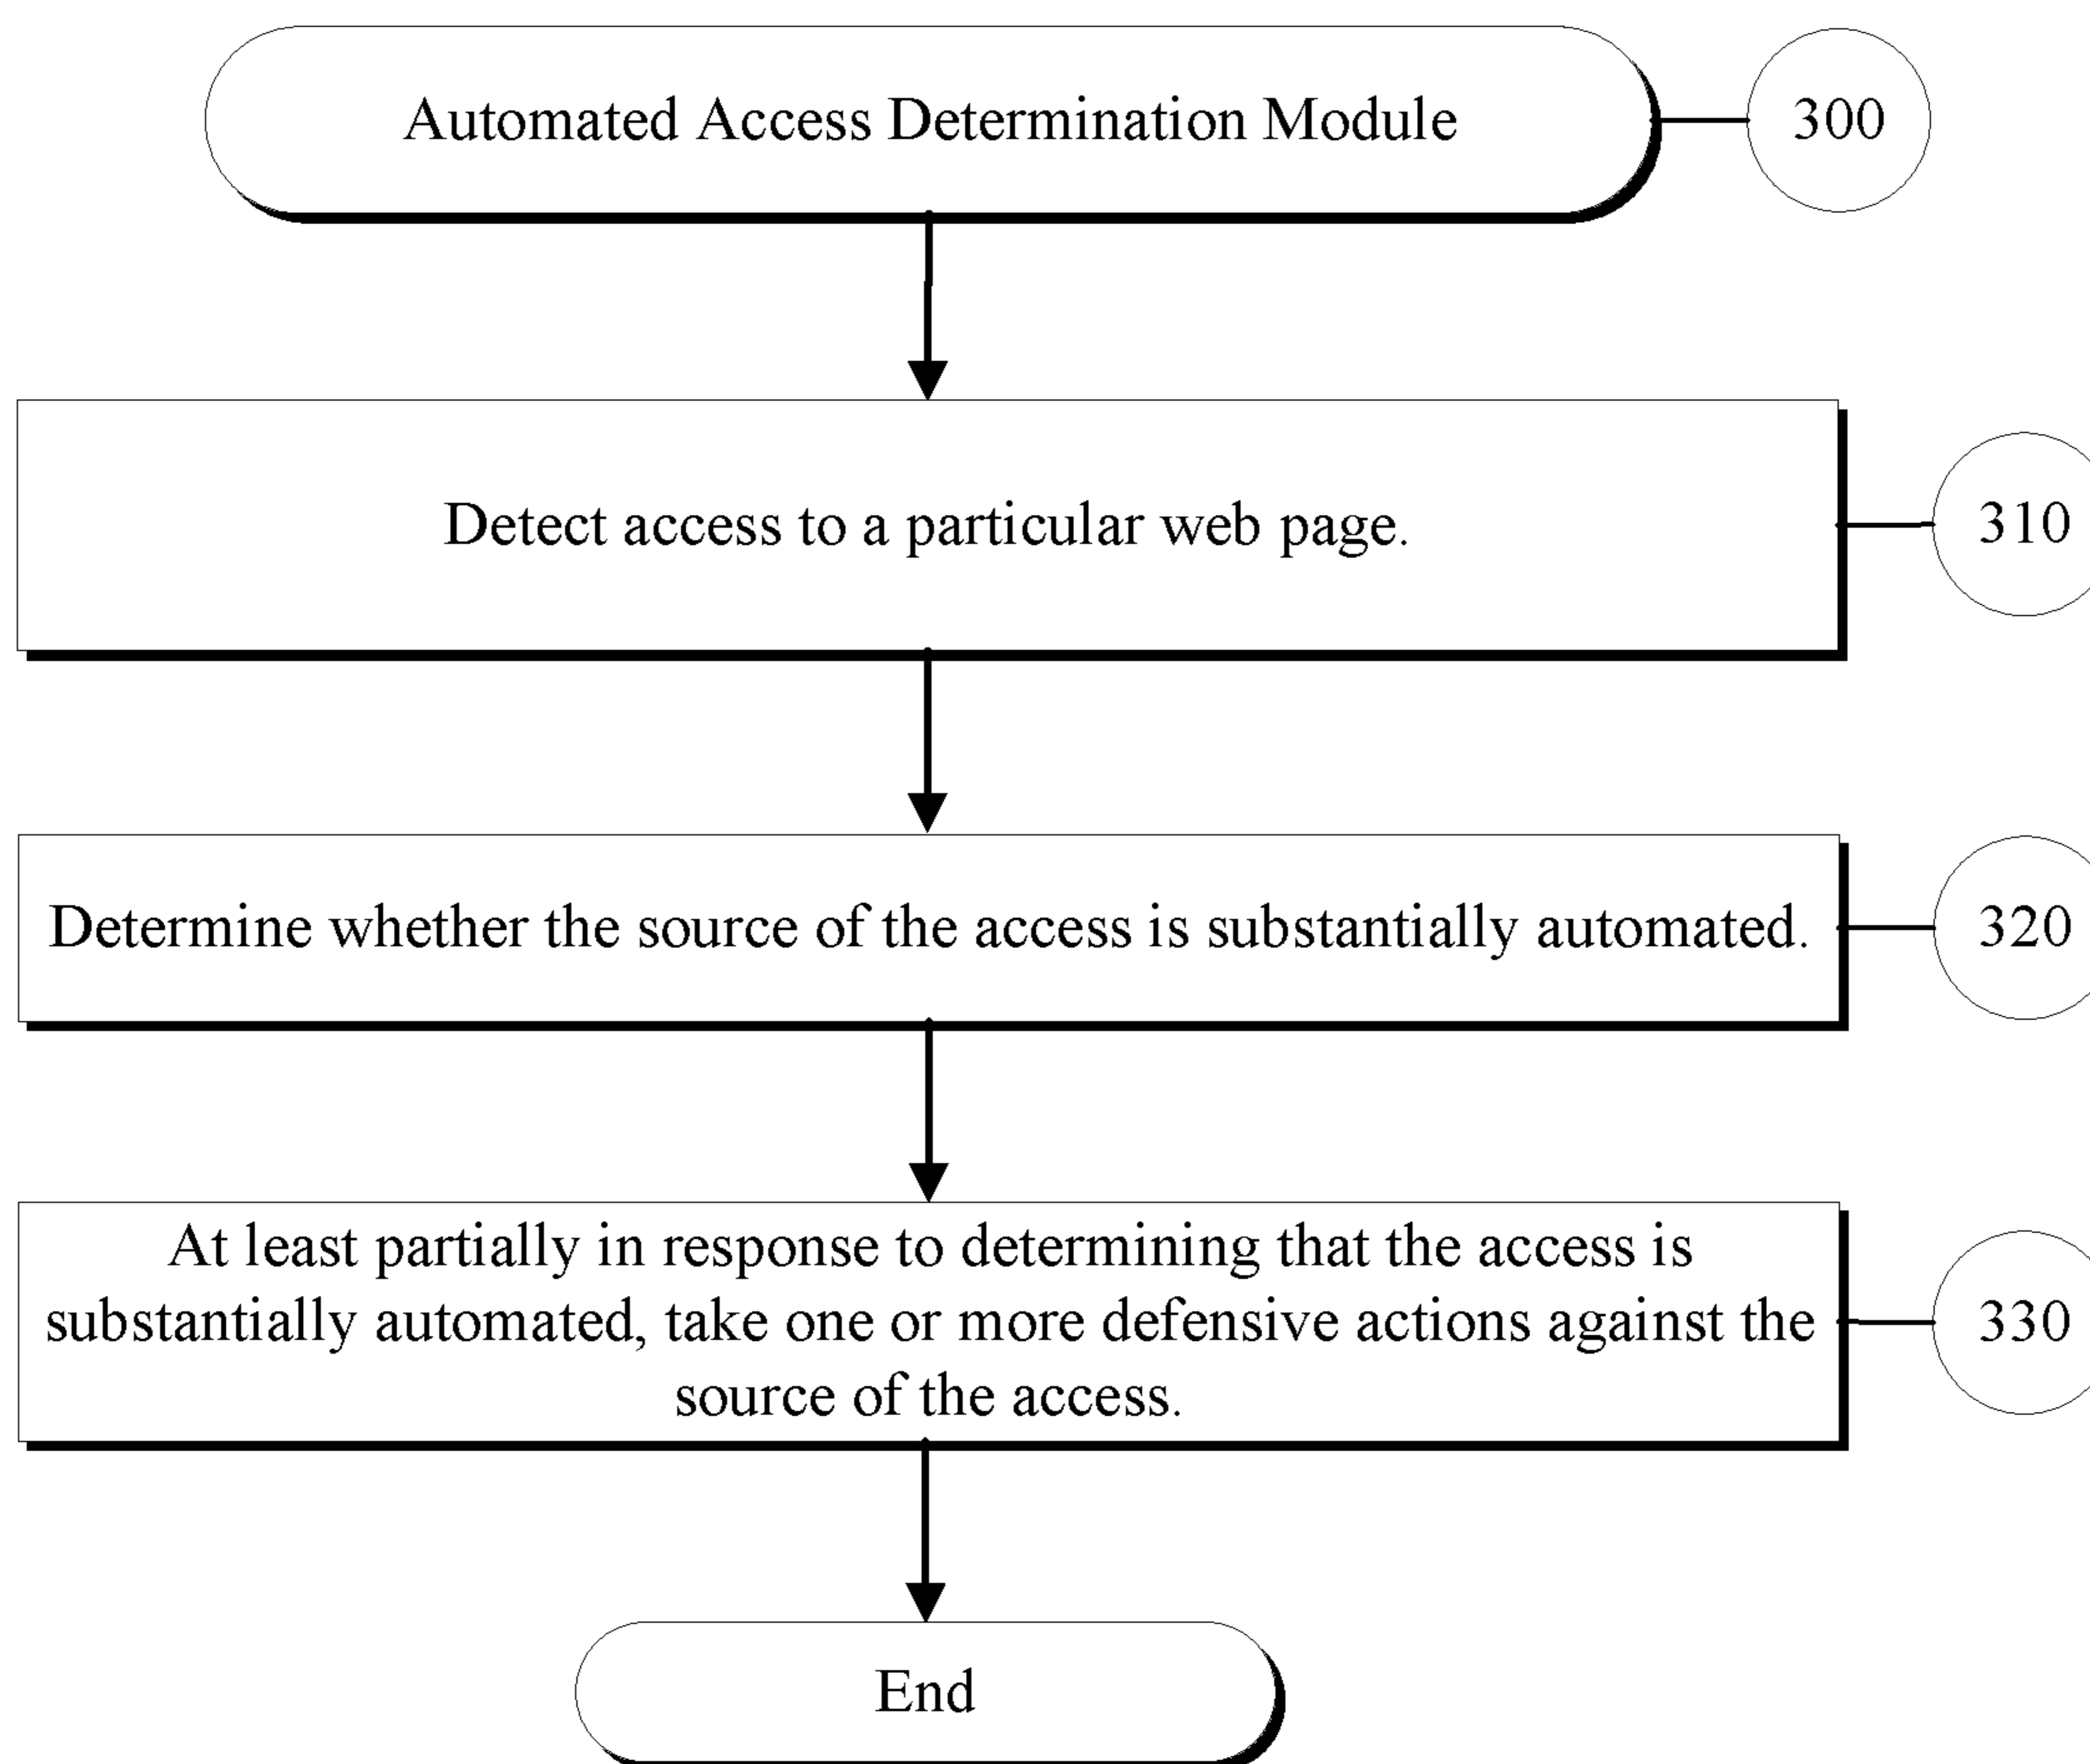 Automated Access Determination Module
300
Detect access to a particular web page.
310
Determine whether the source of the access is substantially automated.
320
At least partially in response to determining that the access is
substantially automated, take one or more defensive actions against the
source of the access.
330
End